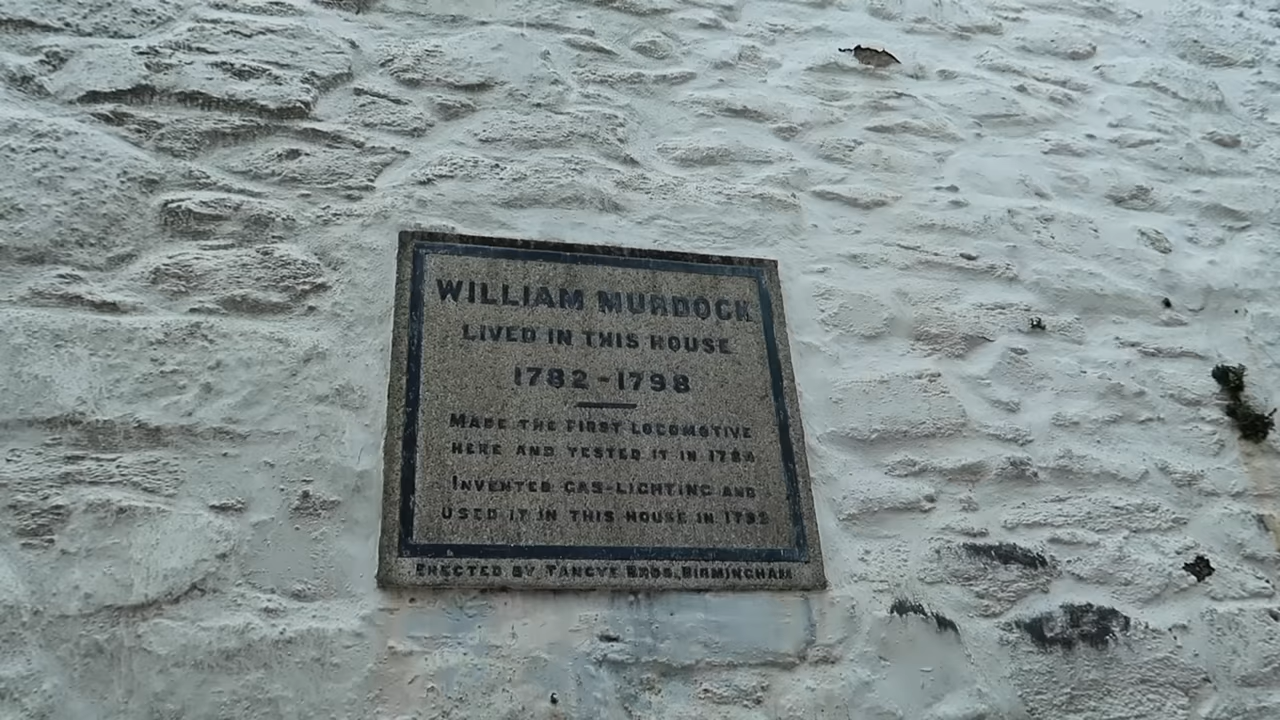 WILLIAM MURDOCK
LIVED IN THIS HOUSE
1782-1798
MADE THE FIRST LOCOMOTIVE
HERE AND TESTED IT IN 1784
INVENTED GAS-LIGHTING AND
USED IT IN THIS HOUSE IN 1792
ERECTED BY TANGYE BROS. BIRMINGHAM